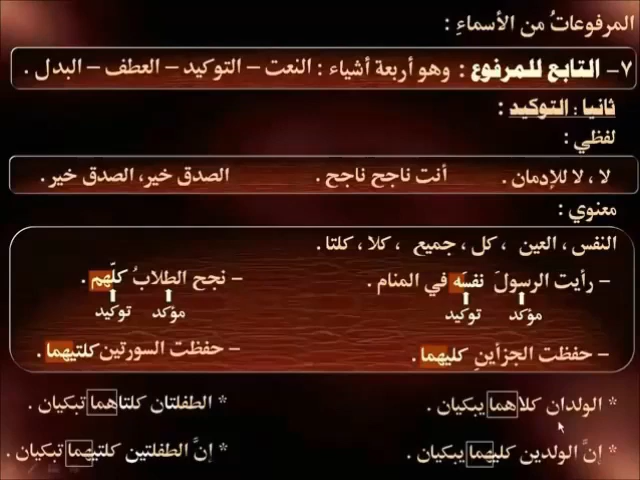 المرفوعاتُ من الأسماءِ :
٧- التابع للمرفوع : وهو أربعة أشياء : النعت – التوكيد – العطف – البدل .
ثانيا : التوكيد :
لفظي :
لا ، لا للإدمان . أنت ناجح ناجح . الصدق خير، الصدق خير .
معنوي :
النفس ، العين ، كل ، جميع ، كلا ، كلتا .
– رأيت الرسولَ نفسَه في المنام . – نجح الطلابُ كلُّهم .
مؤكد توكيد مؤكد توكيد
– حفظت الجزأينِ كليهما . – حفظت السورتين كلتيهما .
* الولدان كلاهما يبكيان . * الطفلتان كلتاهما تبكيان .
* إنَّ الولدين كليهما يبكيان . * إنَّ الطفلتين كلتيهما تبكيان .